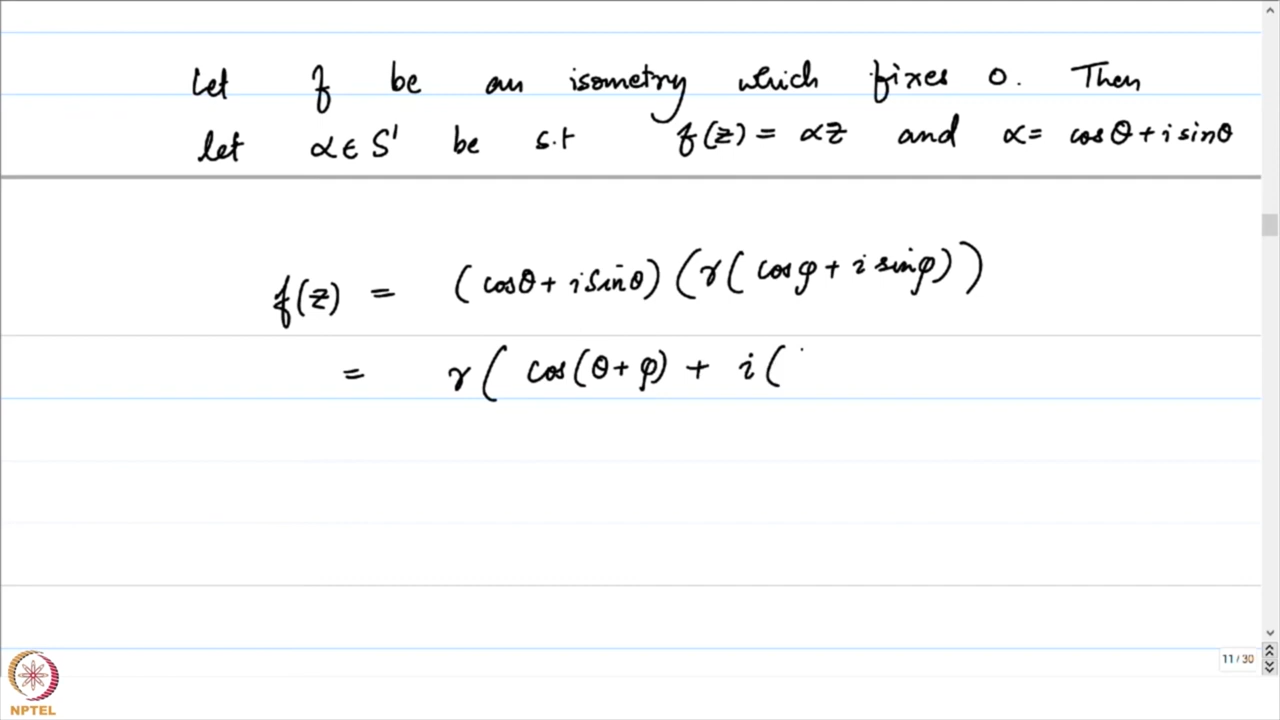 Let f be an isometry which fixes 0. Then
let α ∈ S¹ be s.t f(z) = αz and α = cosθ + i sinθ
f(z) = (cosθ + i Sinθ) (r (cosφ + i sinφ))
= r ( cos(θ + φ) + i (
11 / 30
NPTEL